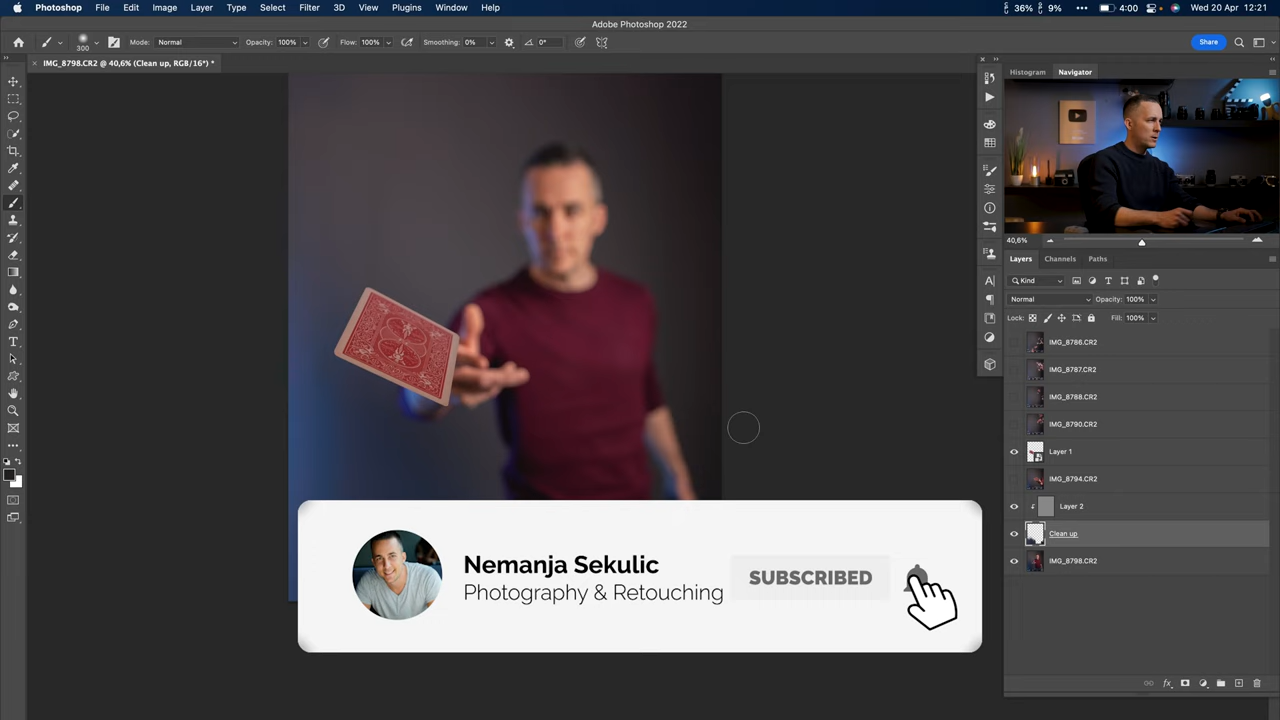 Photoshop File Edit Image Layer Type Select Filter 3D View Plugins Window Help 36% 9% 4:00 Wed 20 Apr 12:21
Adobe Photoshop 2022
300 Mode: Normal Opacity: 100% Flow: 100% Smoothing: 0% 0° Share
× IMG_8798.CR2 @ 40,6% (Clean up, RGB/16*) *
Histogram Navigator
40,6%
Layers Channels Paths
Kind
Normal Opacity: 100%
Lock: Fill: 100%
IMG_8786.CR2
IMG_8787.CR2
IMG_8788.CR2
IMG_8790.CR2
Layer 1
IMG_8794.CR2
Layer 2
Clean up
IMG_8798.CR2
Nemanja Sekulic
Photography & Retouching
SUBSCRIBED